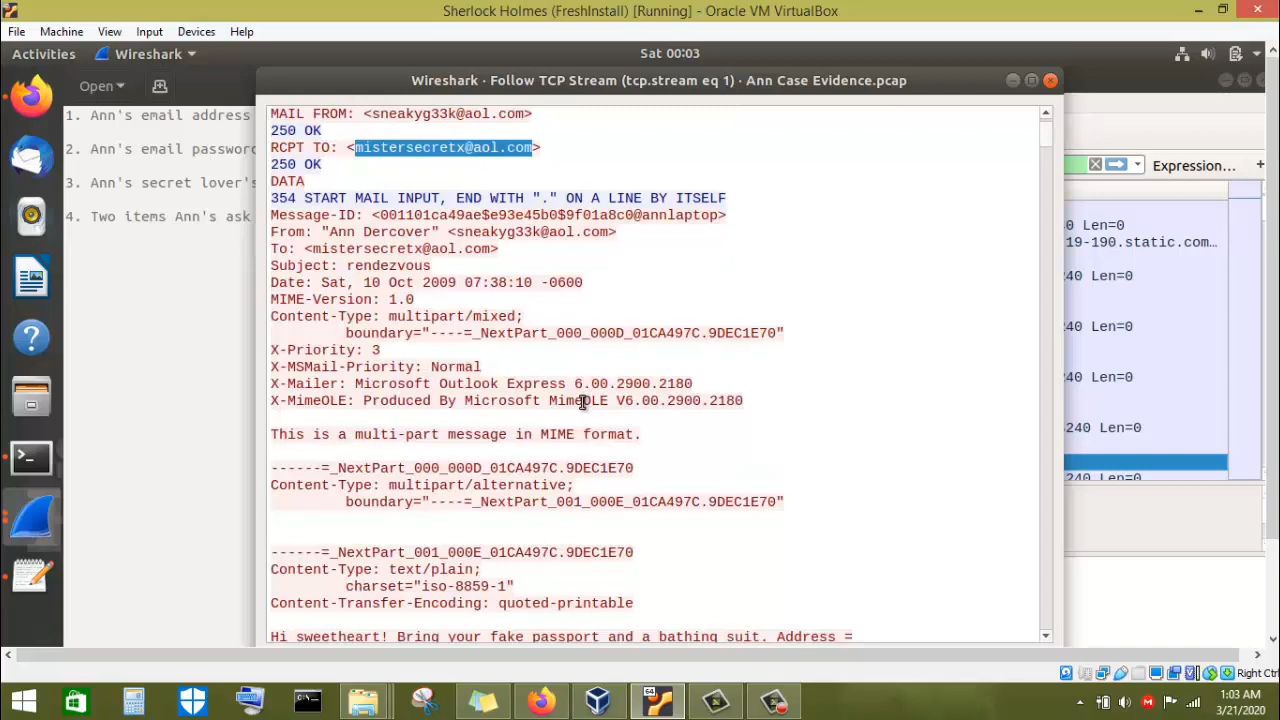 Sherlock Holmes (FreshInstall) [Running] - Oracle VM VirtualBox
File Machine View Input Devices Help
Activities Wireshark Sat 00:03
Open
Wireshark · Follow TCP Stream (tcp.stream eq 1) · Ann Case Evidence.pcap
1. Ann's email address
2. Ann's email password
3. Ann's secret lover's
4. Two items Ann's ask
MAIL FROM: <sneakyg33k@aol.com>
250 OK
RCPT TO: <mistersecretx@aol.com>
250 OK
DATA
354 START MAIL INPUT, END WITH "." ON A LINE BY ITSELF
Message-ID: <001101ca49ae$e93e45b0$9f01a8c0@annlaptop>
From: "Ann Dercover" <sneakyg33k@aol.com>
To: <mistersecretx@aol.com>
Subject: rendezvous
Date: Sat, 10 Oct 2009 07:38:10 -0600
MIME-Version: 1.0
Content-Type: multipart/mixed;
boundary="----=_NextPart_000_000D_01CA497C.9DEC1E70"
X-Priority: 3
X-MSMail-Priority: Normal
X-Mailer: Microsoft Outlook Express 6.00.2900.2180
X-MimeOLE: Produced By Microsoft MimeOLE V6.00.2900.2180
This is a multi-part message in MIME format.
------=_NextPart_000_000D_01CA497C.9DEC1E70
Content-Type: multipart/alternative;
boundary="----=_NextPart_001_000E_01CA497C.9DEC1E70"
------=_NextPart_001_000E_01CA497C.9DEC1E70
Content-Type: text/plain;
charset="iso-8859-1"
Content-Transfer-Encoding: quoted-printable
Hi sweetheart! Bring your fake passport and a bathing suit. Address =
Expression… +
0 Len=0
19-190.static.com…
240 Len=0
240 Len=0
240 Len=0
240 Len=0
240 Len=0
Right Ctrl
64
1:03 AM
3/21/2020